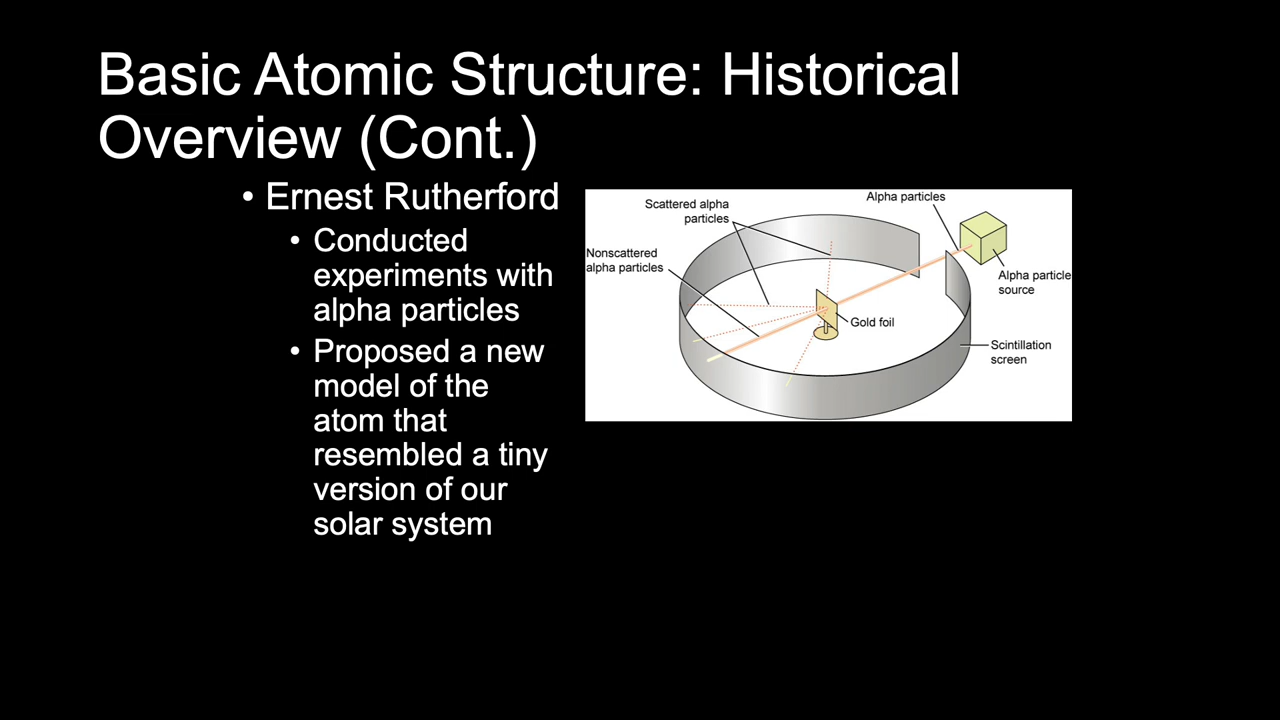 Basic Atomic Structure: Historical
Overview (Cont.)
• Ernest Rutherford
• Conducted
experiments with
alpha particles
• Proposed a new
model of the
atom that
resembled a tiny
version of our
solar system
Alpha particles
Scattered alpha
particles
Nonscattered
alpha particles
Alpha particle
source
Gold foil
Scintillation
screen